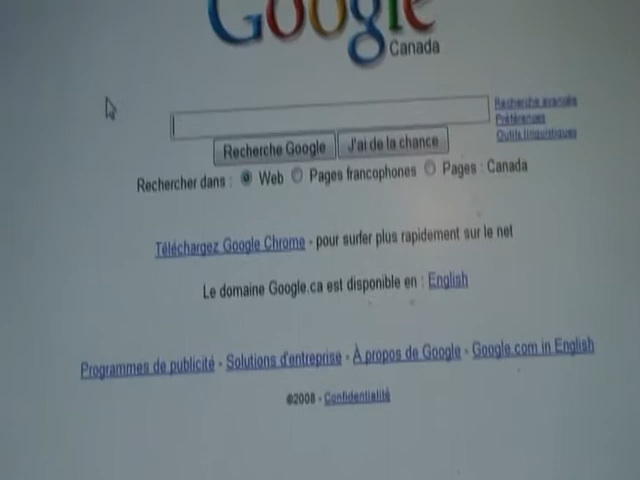 Google
Canada
Recherche avancée
Préférences
Outils linguistiques
Recherche Google J'ai de la chance
Rechercher dans : Web Pages francophones Pages : Canada
Téléchargez Google Chrome - pour surfer plus rapidement sur le net
Le domaine Google.ca est disponible en : English
Programmes de publicité - Solutions d'entreprise - À propos de Google - Google.com in English
©2008 - Confidentialité